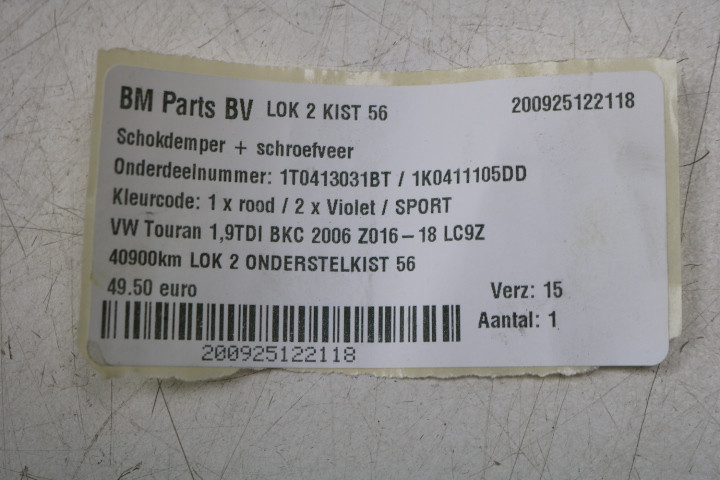 BM Parts BV LOK 2 KIST 56 200925122118
Schokdemper + schroefveer
Onderdeelnummer: 1T0413031BT / 1K0411105DD
Kleurcode: 1 x rood / 2 x Violet / SPORT
VW Touran 1,9TDI BKC 2006 Z016-18 LC9Z
40900km LOK 2 ONDERSTELKIST 56
49.50 euro Verz: 15
Aantal: 1
200925122118